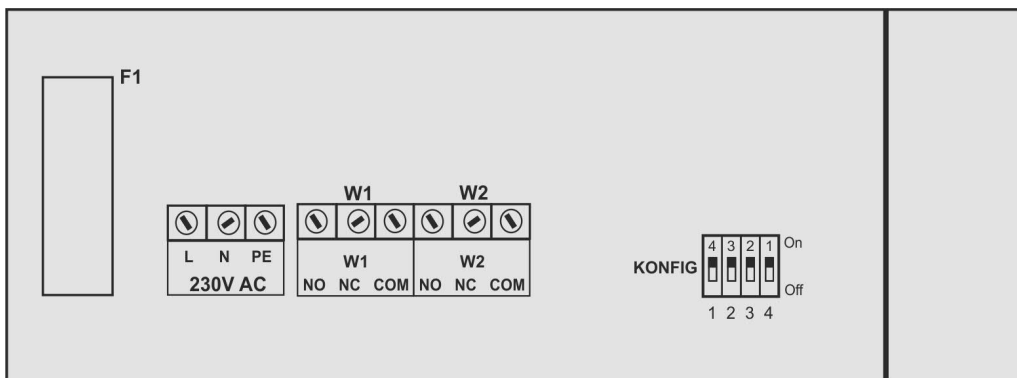 F1
W1 W2
L N PE
230V AC
W1 W2
NO NC COM NO NC COM
KONFIG
4 3 2 1 On
Off
1 2 3 4